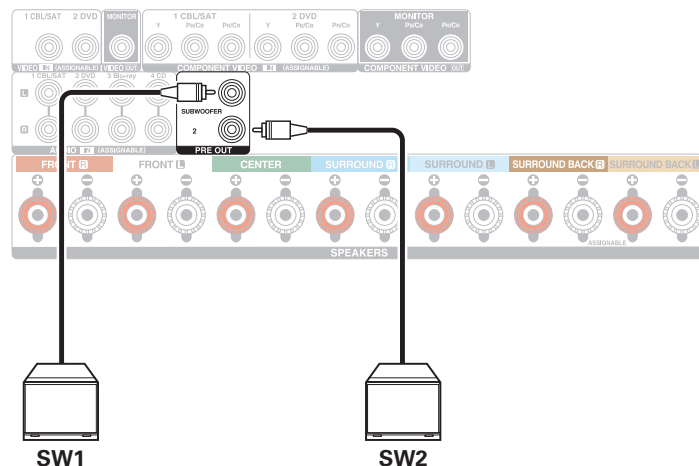 1 CBL/SAT 2 DVD MONITOR
VIDEO IN (ASSIGNABLE) VIDEO OUT
1 CBL/SAT 2 DVD
Y PB/CB PR/CR Y PB/CB PR/CR
COMPONENT VIDEO IN (ASSIGNABLE)
MONITOR
Y PB/CB PR/CR
COMPONENT VIDEO OUT
1 CBL/SAT 2 DVD 3 Blu-ray 4 CD
L
R
IN (ASSIGNABLE)
SUBWOOFER
2
PRE OUT
FRONT R FRONT L CENTER SURROUND R SURROUND L SURROUND BACK R SURROUND BACK L
ASSIGNABLE
SPEAKERS
SW1 SW2